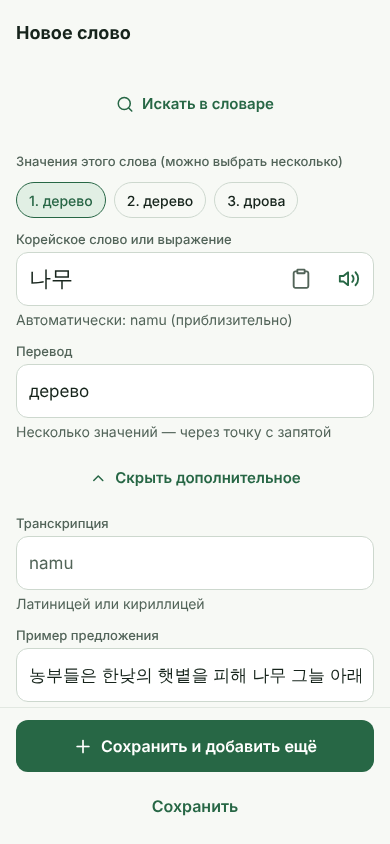 Новое слово
Искать в словаре
Значения этого слова (можно выбрать несколько)
1. дерево 2. дерево 3. дрова
Корейское слово или выражение
나무
Автоматически: namu (приблизительно)
Перевод
дерево
Несколько значений — через точку с запятой
Скрыть дополнительное
Транскрипция
namu
Латиницей или кириллицей
Пример предложения
농부들은 한낮의 햇볕을 피해 나무 그늘 아래
Сохранить и добавить ещё
Сохранить